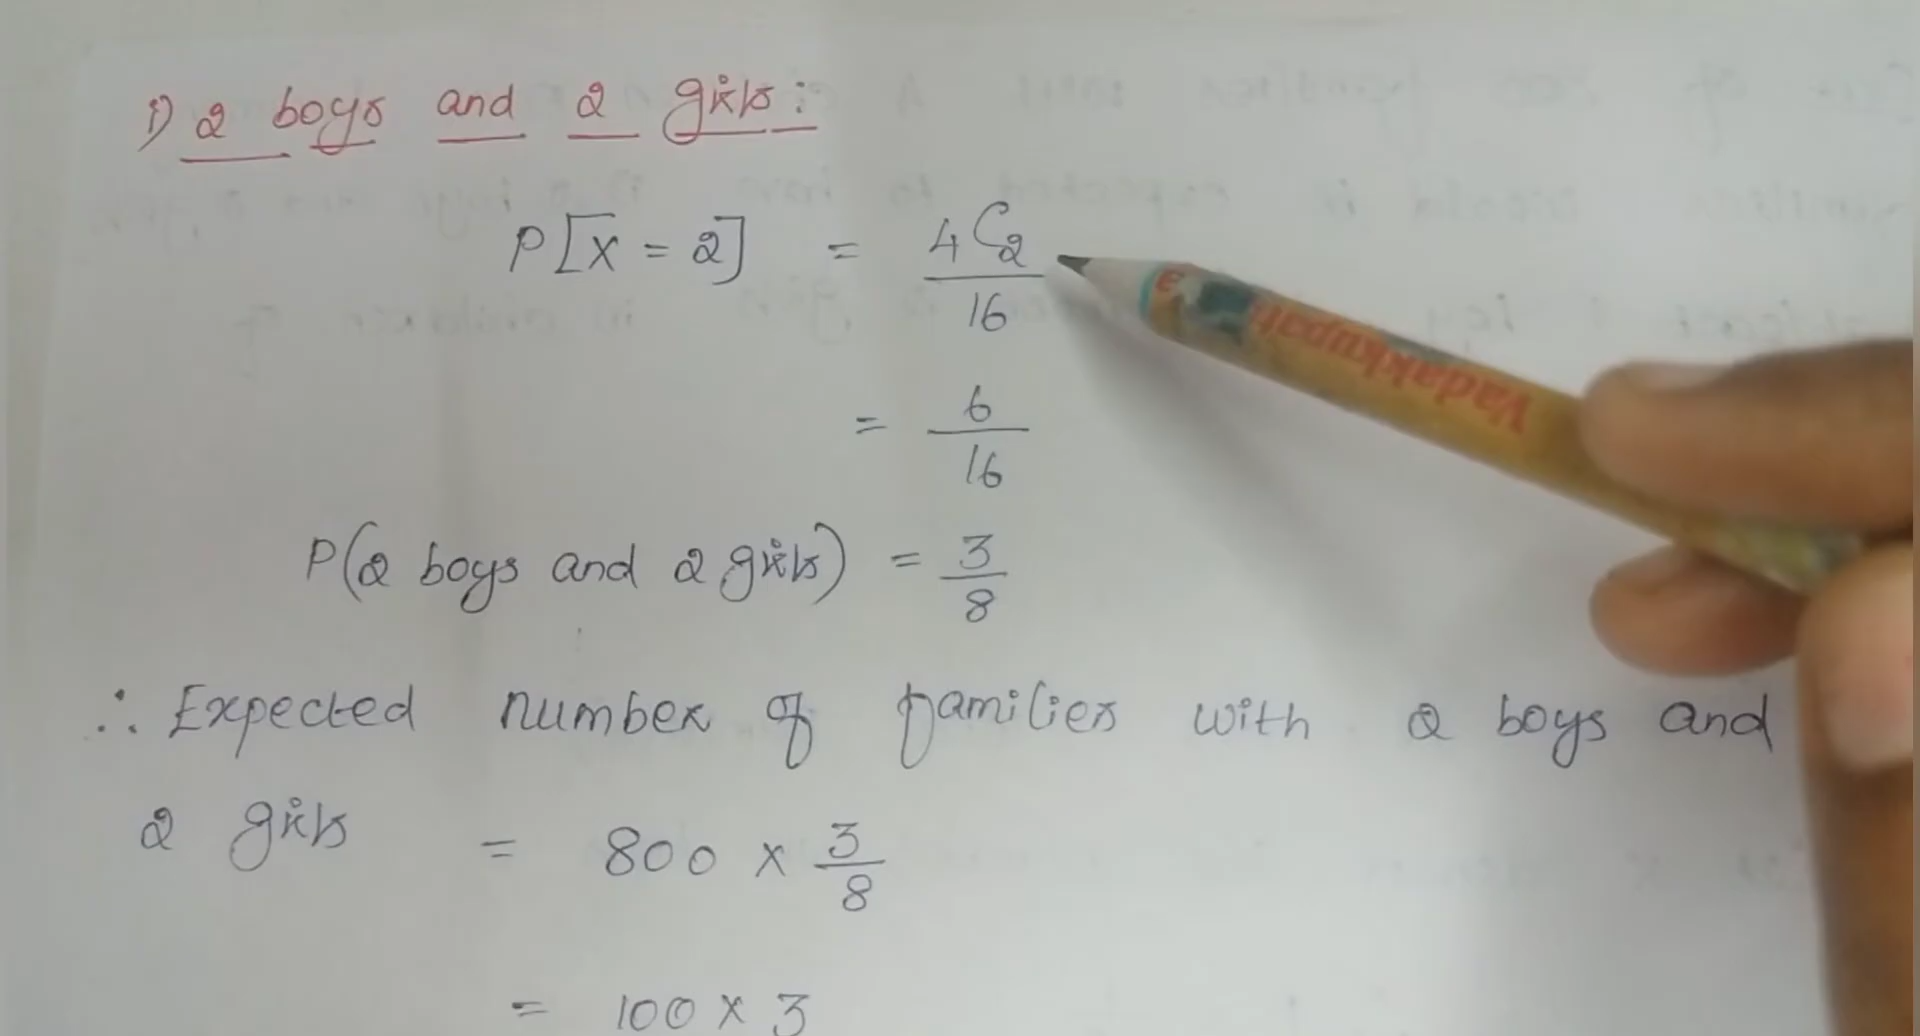 i) 2 boys and 2 girls:
P[X = 2] = 4C2 / 16
= 6 / 16
P(2 boys and 2 girls) = 3 / 8
∴ Expected number of families with 2 boys and
2 girls = 800 × 3 / 8
= 100 × 3